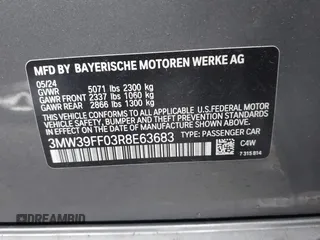 MFD BY BAYERISCHE MOTOREN WERKE AG
05/24
GVWR 5071 lbs 2300 kg
GAWR FRONT 2337 lbs 1060 kg
GAWR REAR 2866 lbs 1300 kg
THIS VEHICLE CONFORMS TO ALL APPLICABLE U.S. FEDERAL MOTOR
VEHICLE SAFETY, BUMPER, AND THEFT PREVENTION STANDARDS IN
EFFECT ON THE DATE OF MANUFACTURE SHOWN ABOVE.
3MW39FF03R8E63683 PASSENGER CAR
C4W
7 315 814
AUTOBIDMASTER